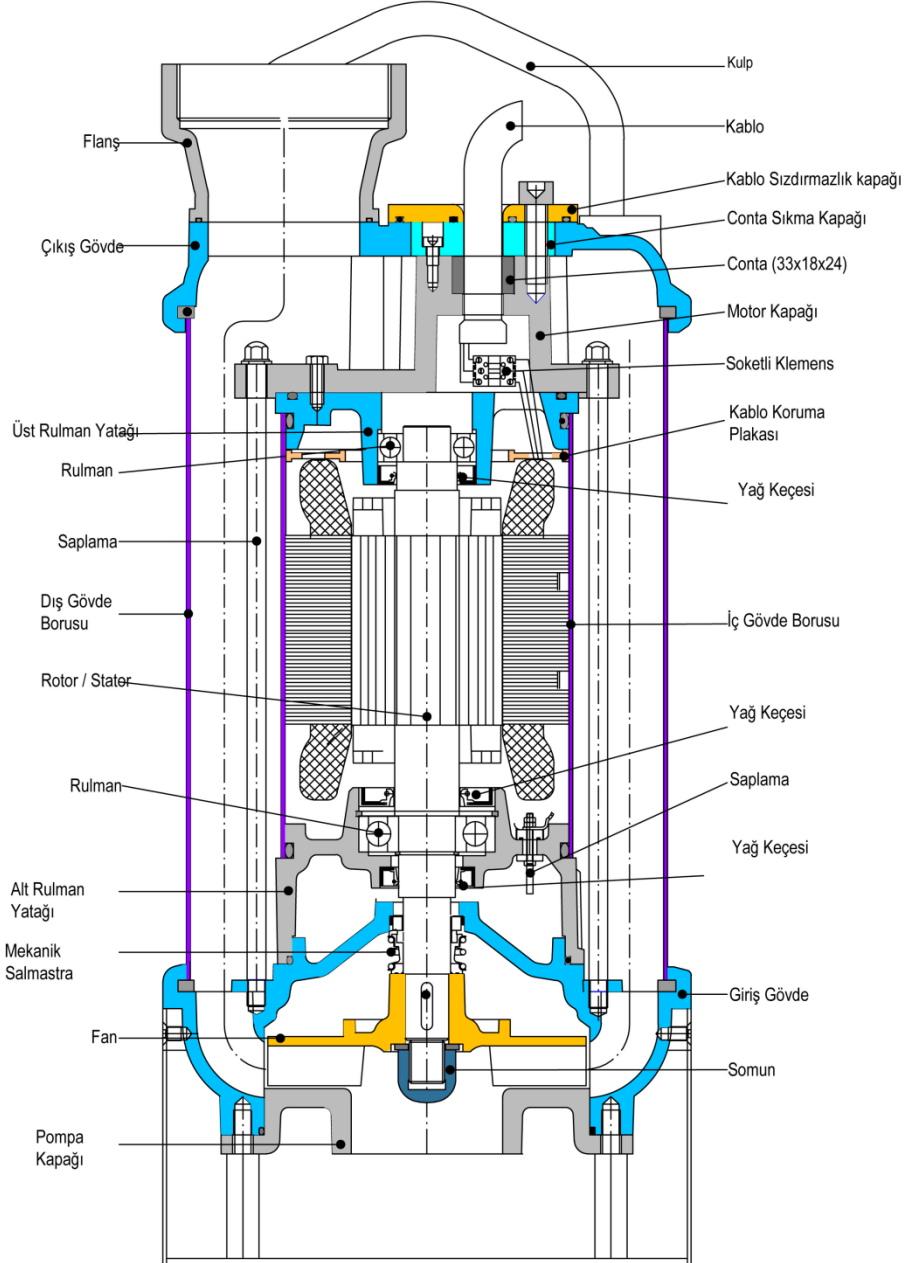 Kulp
Kablo
Flanş
Kablo Sızdırmazlık kapağı
Conta Sıkma Kapağı
Çıkış Gövde
Conta (33x18x24)
Motor Kapağı
Soketli Klemens
Kablo Koruma
Plakası
Üst Rulman Yatağı
Rulman
Yağ Keçesi
Saplama
Dış Gövde
Borusu
İç Gövde Borusu
Rotor / Stator
Yağ Keçesi
Rulman
Saplama
Yağ Keçesi
Alt Rulman
Yatağı
Mekanik
Salmastra
Giriş Gövde
Fan
Somun
Pompa
Kapağı